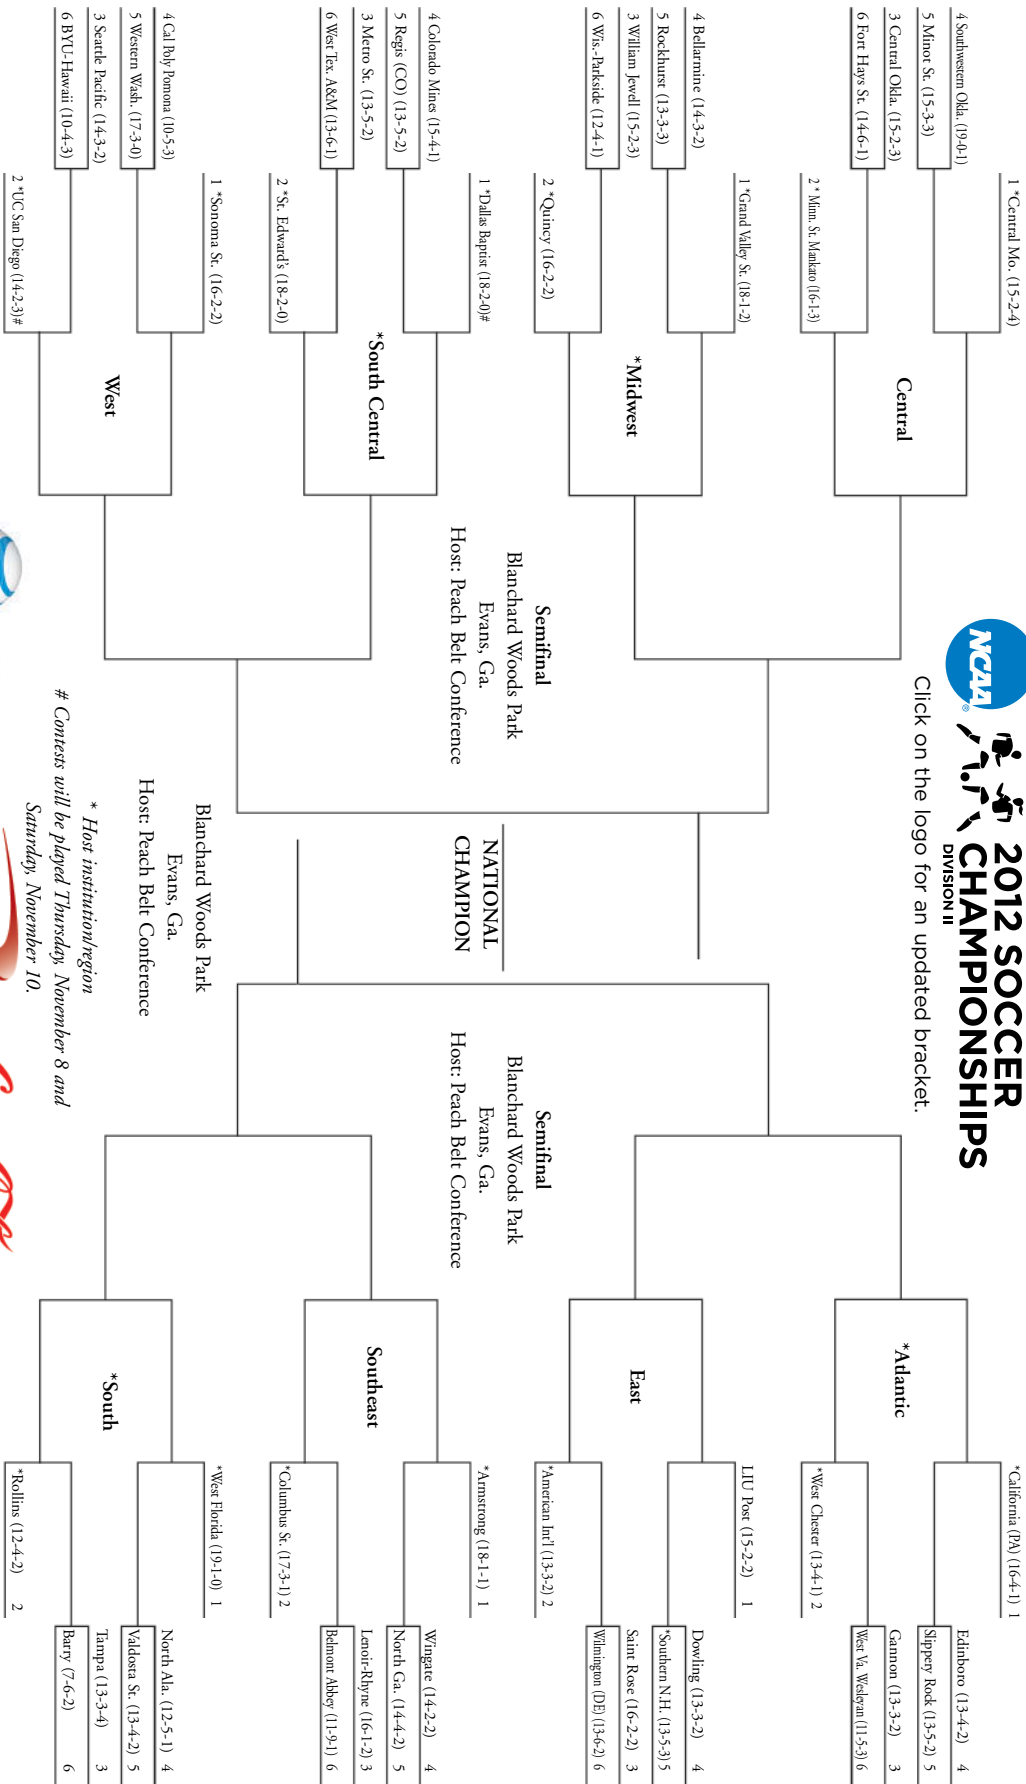 NCAA®
2012 SOCCER
CHAMPIONSHIPS
DIVISION II
Click on the logo for an updated bracket.
1 *Central Mo. (15-2-4)
4 Southwestern Okla. (19-0-1)
5 Minot St. (15-3-3)
3 Central Okla. (15-2-3)
6 Fort Hays St. (14-6-1)
2 * Minn. St. Mankato (16-1-3)
Central
1 *Grand Valley St. (18-1-2)
4 Bellarmine (14-3-2)
5 Rockhurst (13-3-3)
3 William Jewell (15-2-3)
6 Wis.-Parkside (12-4-1)
2 *Quincy (16-2-2)
*Midwest
1 *Dallas Baptist (18-2-0)#
4 Colorado Mines (15-4-1)
5 Regis (CO) (13-5-2)
3 Metro St. (13-5-2)
6 West Tex. A&M (13-6-1)
2 *St. Edward's (18-2-0)
*South Central
1 *Sonoma St. (16-2-2)
4 Cal Poly Pomona (10-5-3)
5 Western Wash. (17-3-0)
3 Seattle Pacific (14-3-2)
6 BYU-Hawaii (10-4-3)
2 *UC San Diego (14-2-3)#
West
Semifinal
Blanchard Woods Park
Evans, Ga.
Host: Peach Belt Conference
NATIONAL
CHAMPION
Blanchard Woods Park
Evans, Ga.
Host: Peach Belt Conference
* Host institution/region
# Contests will be played Thursday, November 8 and
Saturday, November 10.
Semifinal
Blanchard Woods Park
Evans, Ga.
Host: Peach Belt Conference
*California (PA) (16-4-1) 1
Edinboro (13-4-2) 4
Slippery Rock (13-5-2) 5
Gannon (13-3-2) 3
West Va. Wesleyan (11-5-3) 6
*West Chester (13-4-1) 2
*Atlantic
LIU Post (15-2-2) 1
Dowling (13-3-2) 4
*Southern N.H. (13-5-3) 5
Saint Rose (16-2-2) 3
Wilmington (DE) (13-6-2) 6
*American Int'l (13-3-2) 2
East
*Armstrong (18-1-1) 1
Wingate (14-2-2) 4
North Ga. (14-4-2) 5
Lenoir-Rhyne (16-1-2) 3
Belmont Abbey (11-9-1) 6
*Columbus St. (17-3-1) 2
Southeast
*West Florida (19-1-0) 1
North Ala. (12-5-1) 4
Valdosta St. (13-4-2) 5
Tampa (13-3-4) 3
Barry (7-6-2) 6
*Rollins (12-4-2) 2
*South